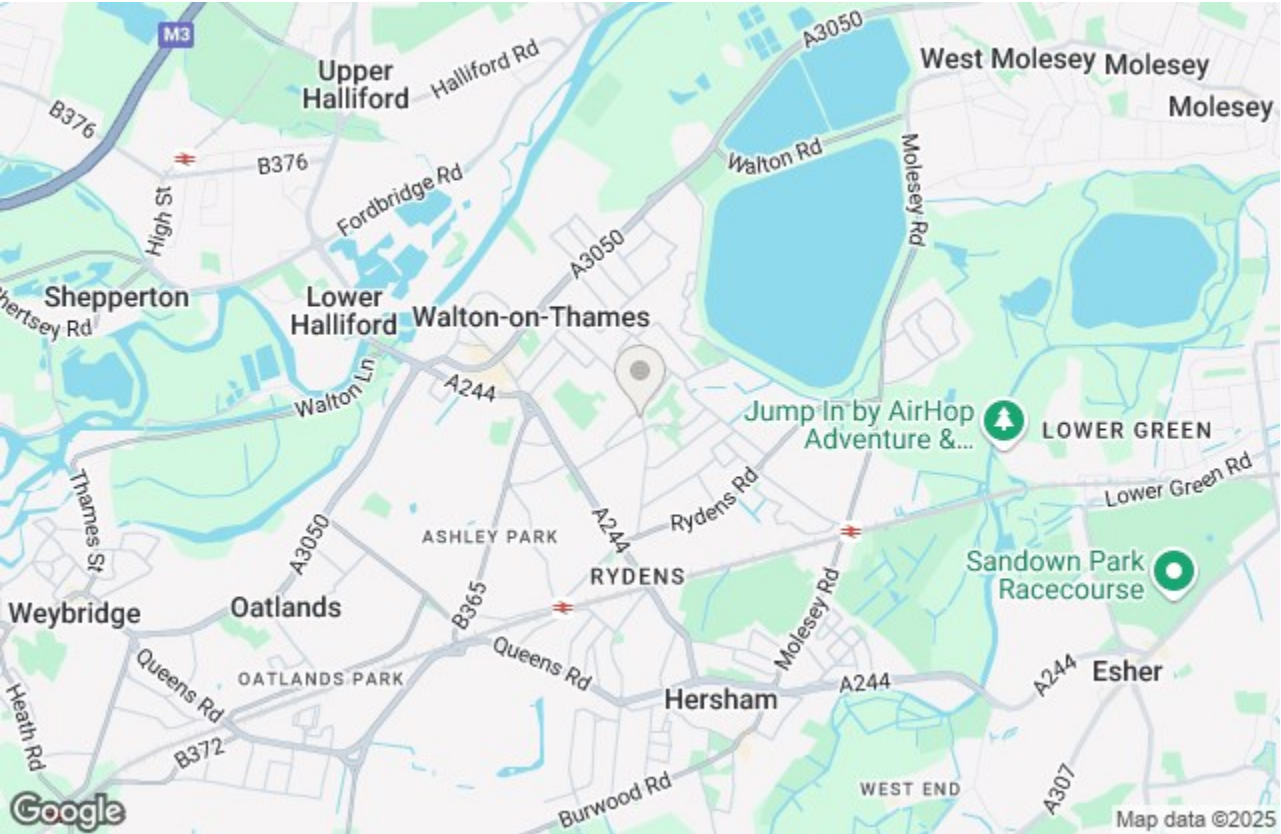 M3
A3050
Upper
Halliford
Halliford Rd
West Molesey
Molesey
Molesey
B376
B376
Walton Rd
Molesey Rd
High St
Fordbridge Rd
A3050
Shepperton
Lower
Halliford
Walton-on-Thames
hertsey Rd
Walton Ln
A244
Jump In by AirHop
Adventure &...
LOWER GREEN
Lower Green Rd
Thames St
A3050
ASHLEY PARK
A244
Rydens Rd
RYDENS
Sandown Park
Racecourse
Weybridge
Oatlands
B365
Molesey Rd
Queens Rd
Queens Rd
OATLANDS PARK
Hersham
A244
A244
Esher
Heath Rd
B372
Burwood Rd
WEST END
A307
Google
Map data ©2025